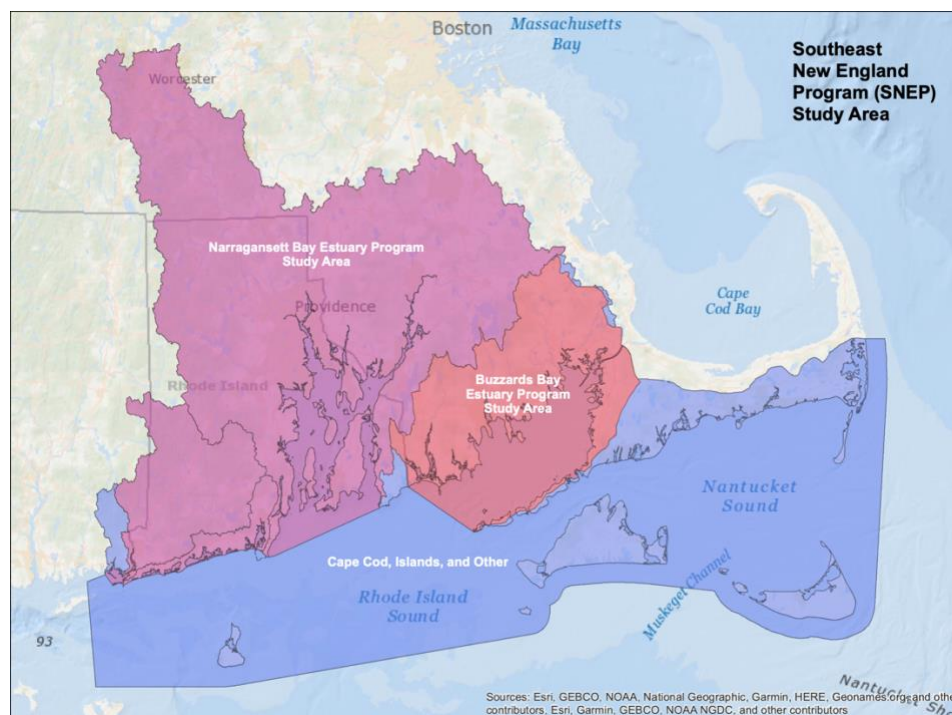 Boston
Massachusetts
Bay
Southeast
New England
Program (SNEP)
Study Area
Worcester
Narragansett Bay Estuary Program
Study Area
Cape
Cod Bay
Providence
Rhode Island
Buzzards Bay
Estuary Program
Study Area
Nantucket
Sound
Cape Cod, Islands, and Other
Rhode Island
Sound
Muskeget Channel
93
Nantucket Sh
Sources: Esri, GEBCO, NOAA, National Geographic, Garmin, HERE, Geonames.org, and othe
contributors, Esri, Garmin, GEBCO, NOAA NGDC, and other contributors